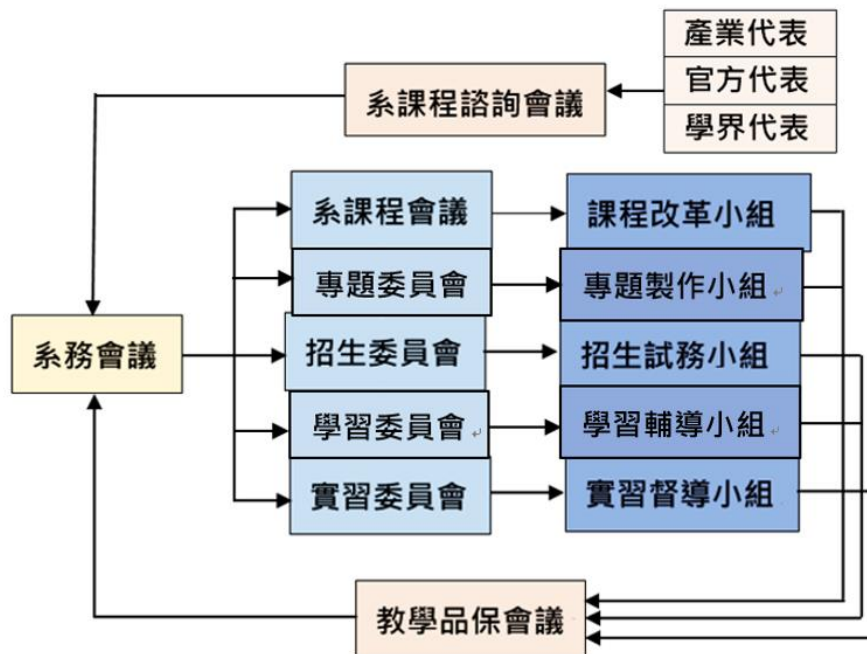 產業代表
官方代表
學界代表
系課程諮詢會議
系課程會議
課程改革小組
專題委員會
專題製作小組
系務會議
招生委員會
招生試務小組
學習委員會
學習輔導小組
實習委員會
實習督導小組
教學品保會議